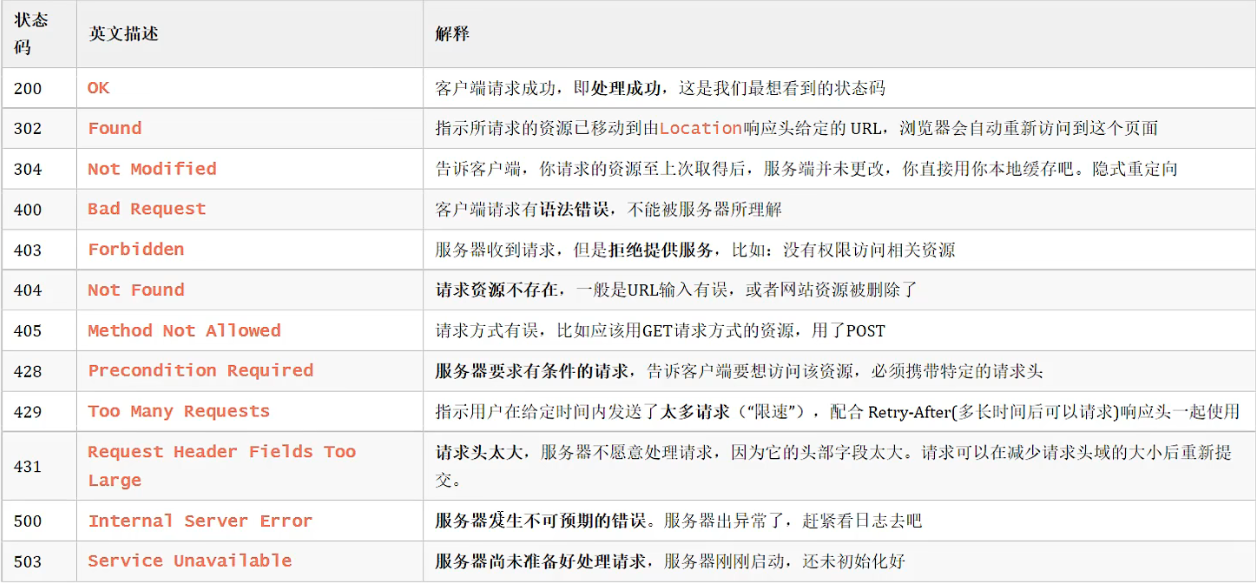 状态
码
英文描述
解释
200
OK
客户端请求成功，即处理成功，这是我们最想看到的状态码
302
Found
指示所请求的资源已移动到由Location响应头给定的 URL，浏览器会自动重新访问到这个页面
304
Not Modified
告诉客户端，你请求的资源至上次取得后，服务端并未更改，你直接用你本地缓存吧。隐式重定向
400
Bad Request
客户端请求有语法错误，不能被服务器所理解
403
Forbidden
服务器收到请求，但是拒绝提供服务，比如：没有权限访问相关资源
404
Not Found
请求资源不存在，一般是URL输入有误，或者网站资源被删除了
405
Method Not Allowed
请求方式有误，比如应该用GET请求方式的资源，用了POST
428
Precondition Required
服务器要求有条件的请求，告诉客户端要想访问该资源，必须携带特定的请求头
429
Too Many Requests
指示用户在给定时间内发送了太多请求（“限速”），配合 Retry-After(多长时间后可以请求)响应头一起使用
431
Request Header Fields Too
Large
请求头太大，服务器不愿意处理请求，因为它的头部字段太大。请求可以在减少请求头域的大小后重新提
交。
500
Internal Server Error
服务器发生不可预期的错误。服务器出异常了，赶紧看日志去吧
503
Service Unavailable
服务器尚未准备好处理请求，服务器刚刚启动，还未初始化好